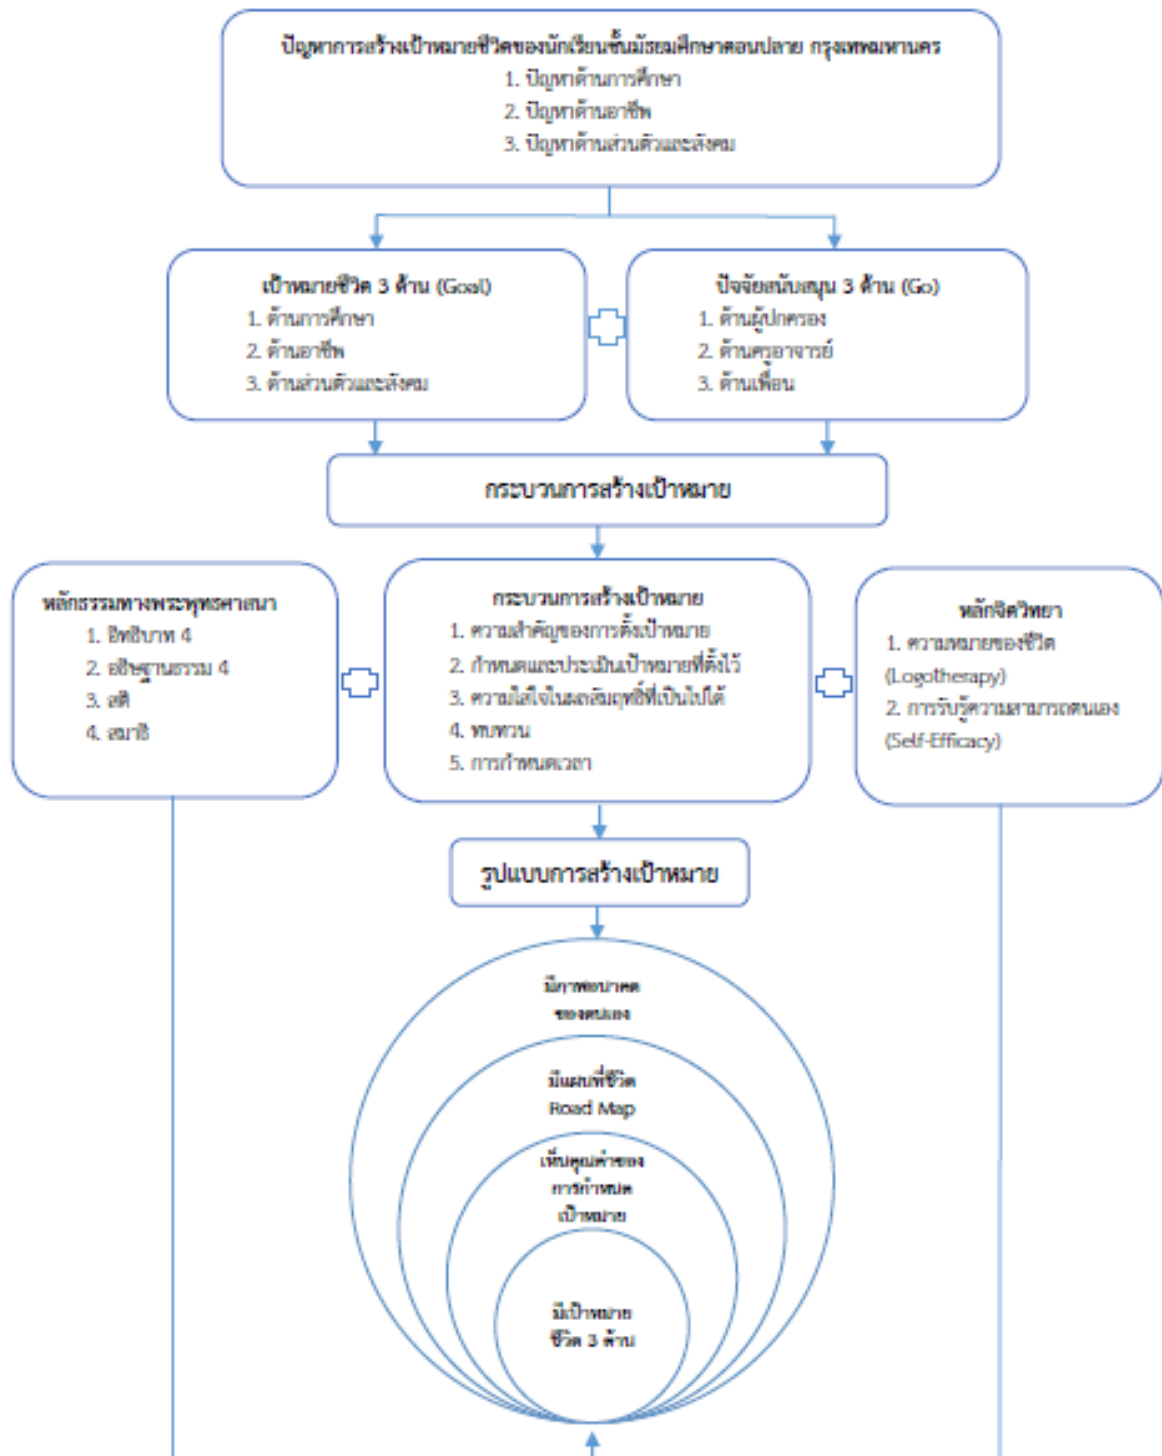 ปัญหาการสร้างเป้าหมายชีวิตของนักเรียนชั้นมัธยมศึกษาตอนปลาย กรุงเทพมหานคร
1. ปัญหาด้านการศึกษา
2. ปัญหาด้านอาชีพ
3. ปัญหาด้านส่วนตัวและสังคม
เป้าหมายชีวิต 3 ด้าน (Goal)
1. ด้านการศึกษา
2. ด้านอาชีพ
3. ด้านส่วนตัวและสังคม
ปัจจัยสนับสนุน 3 ด้าน (Go)
1. ด้านผู้ปกครอง
2. ด้านครูอาจารย์
3. ด้านเพื่อน
กระบวนการสร้างเป้าหมาย
หลักธรรมทางพระพุทธศาสนา
1. อิทธิบาท 4
2. อธิษฐานธรรม 4
3. สติ
4. สมาธิ
กระบวนการสร้างเป้าหมาย
1. ความสำคัญของการตั้งเป้าหมาย
2. กำหนดและประเมินเป้าหมายที่ตั้งไว้
3. ความใส่ใจในผลสัมฤทธิ์ที่เป็นไปได้
4. ทบทวน
5. การกำหนดเวลา
หลักจิตวิทยา
1. ความหมายของชีวิต
(Logotherapy)
2. การรับรู้ความสามารถตนเอง
(Self-Efficacy)
รูปแบบการสร้างเป้าหมาย
มีภาพอนาคต
ของตนเอง
มีแผนที่ชีวิต
Road Map
เห็นคุณค่าของ
การกำหนด
เป้าหมาย
มีเป้าหมาย
ชีวิต 3 ด้าน